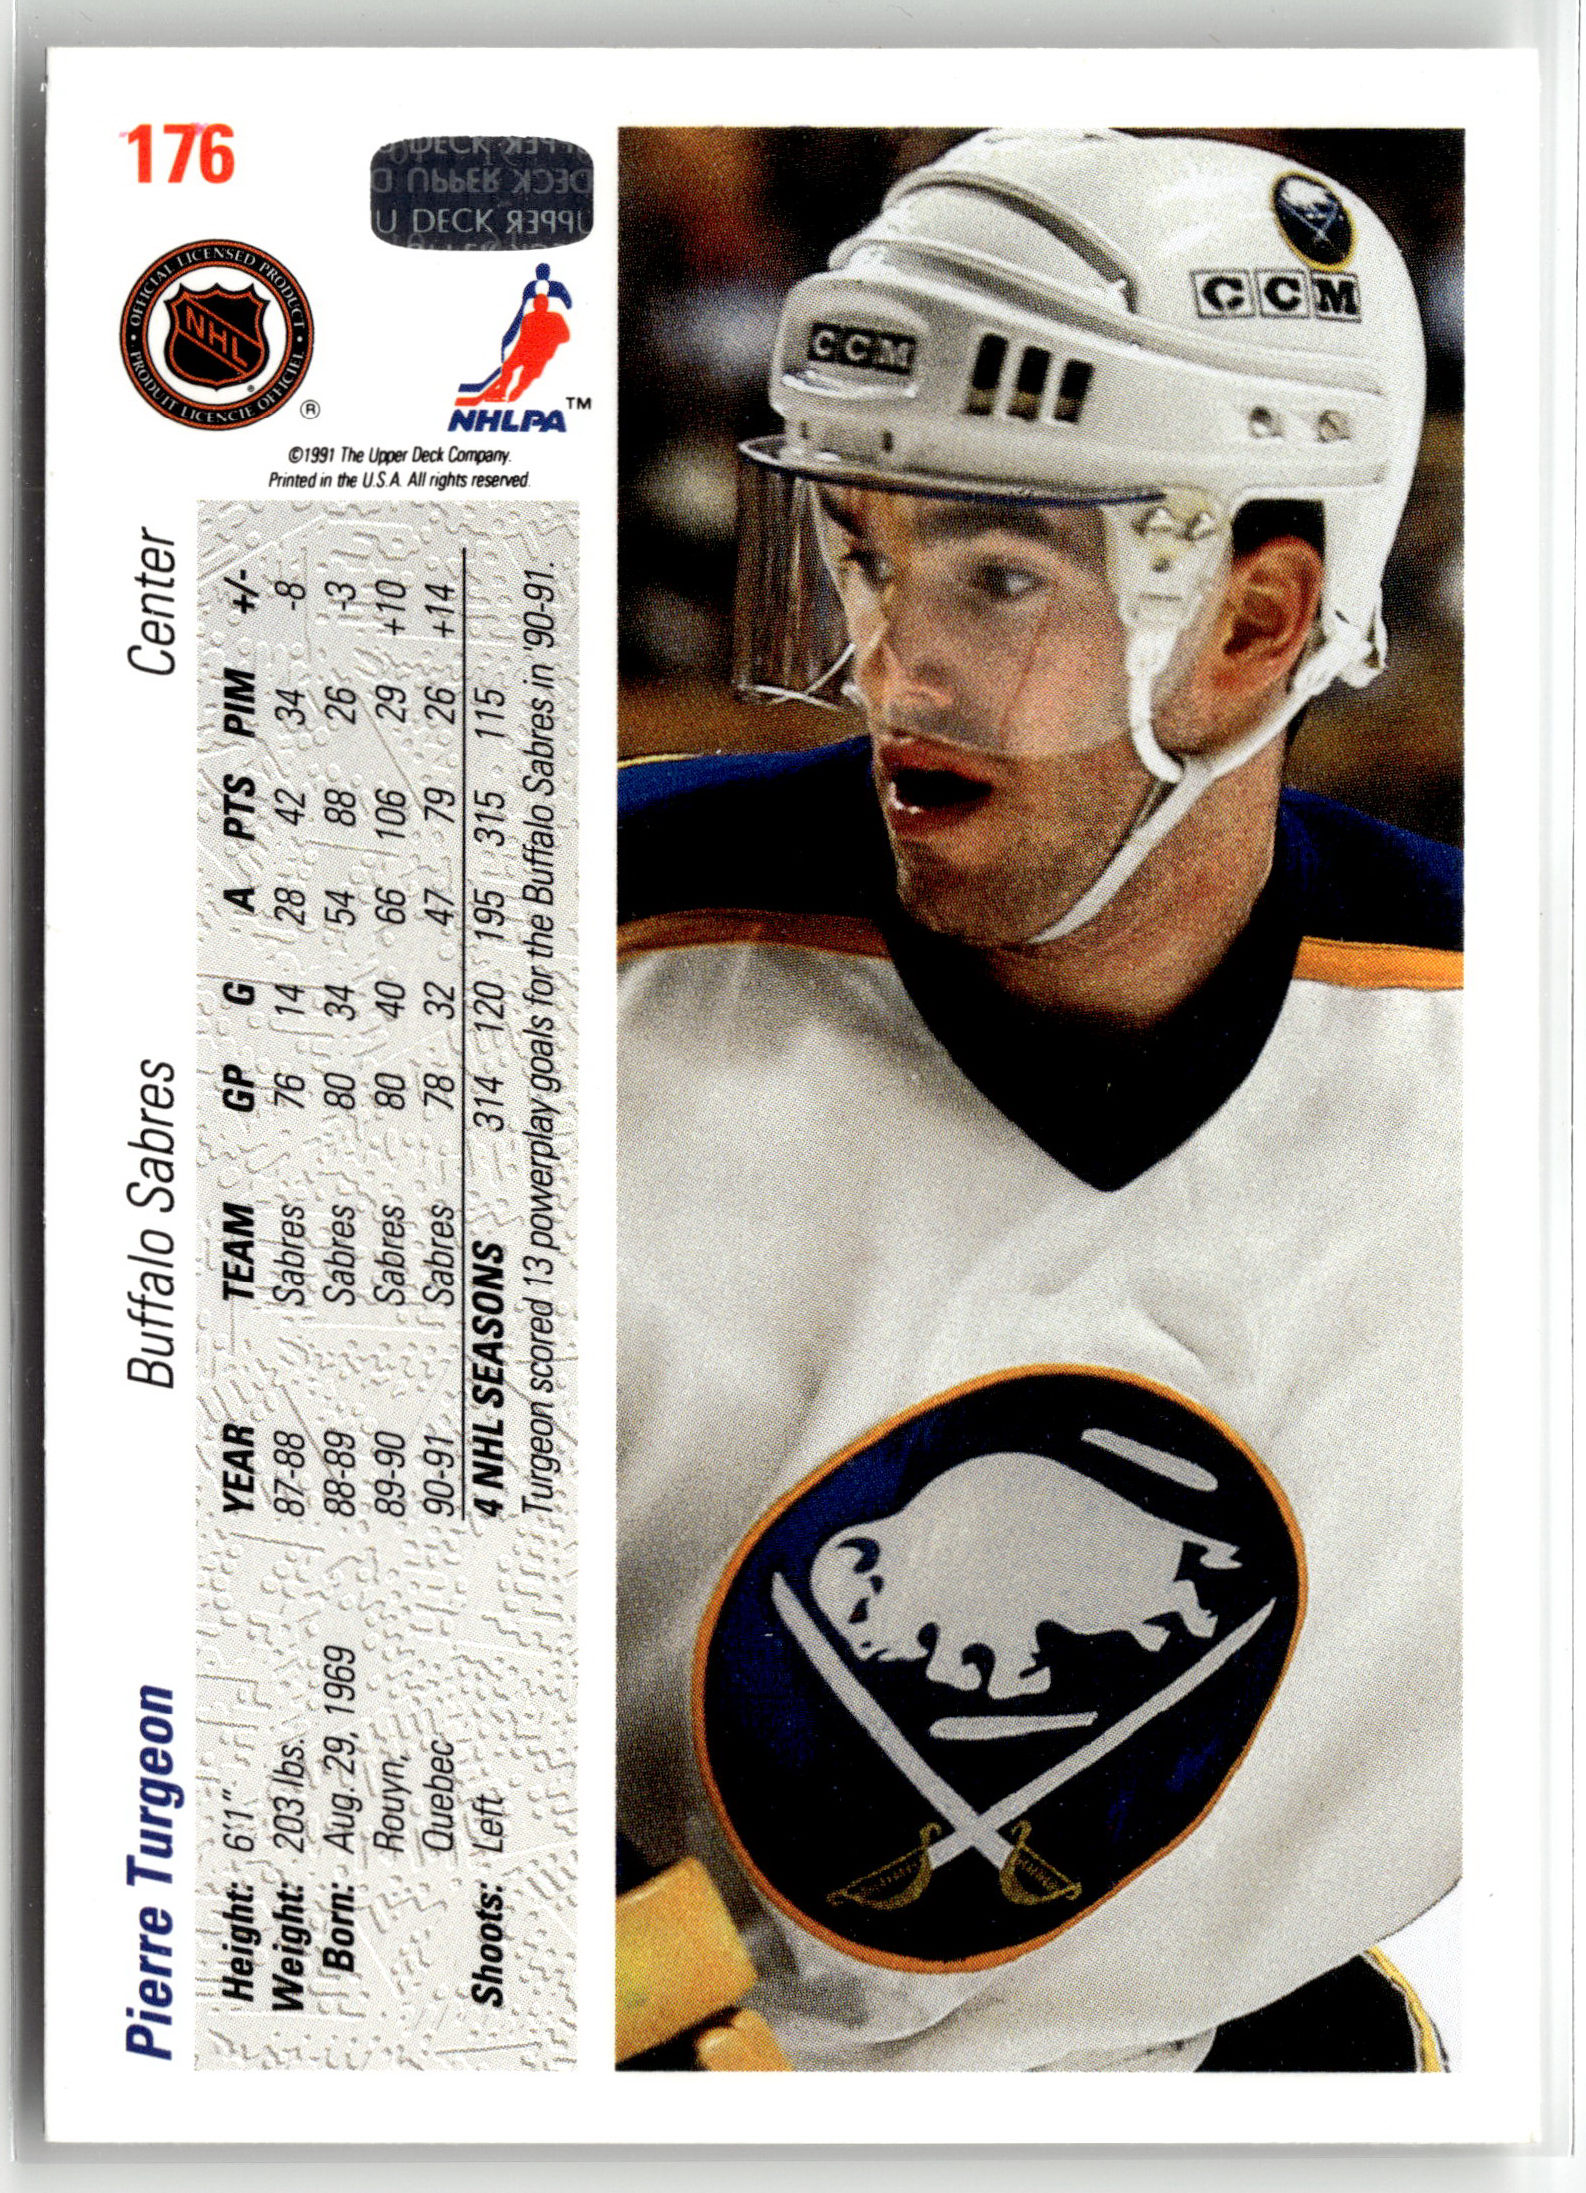 176
UPPER DECK
OFFICIAL LICENSED PRODUCT • PRODUIT LICENCIE OFFICIEL •
NHL
®
NHLPA™
©1991 The Upper Deck Company.
Printed in the U.S.A. All rights reserved.
Pierre Turgeon Buffalo Sabres Center
Height: 6'1"
Weight: 203 lbs.
Born: Aug. 29, 1969
Rouyn,
Quebec
Shoots: Left
YEAR TEAM GP G A PTS PIM +/-
87-88 Sabres 76 14 28 42 34 -8
88-89 Sabres 80 34 54 88 26 -3
89-90 Sabres 80 40 66 106 29 +10
90-91 Sabres 78 32 47 79 26 +14
4 NHL SEASONS 314 120 195 315 115
Turgeon scored 13 powerplay goals for the Buffalo Sabres in '90-91.
CCM
CCM